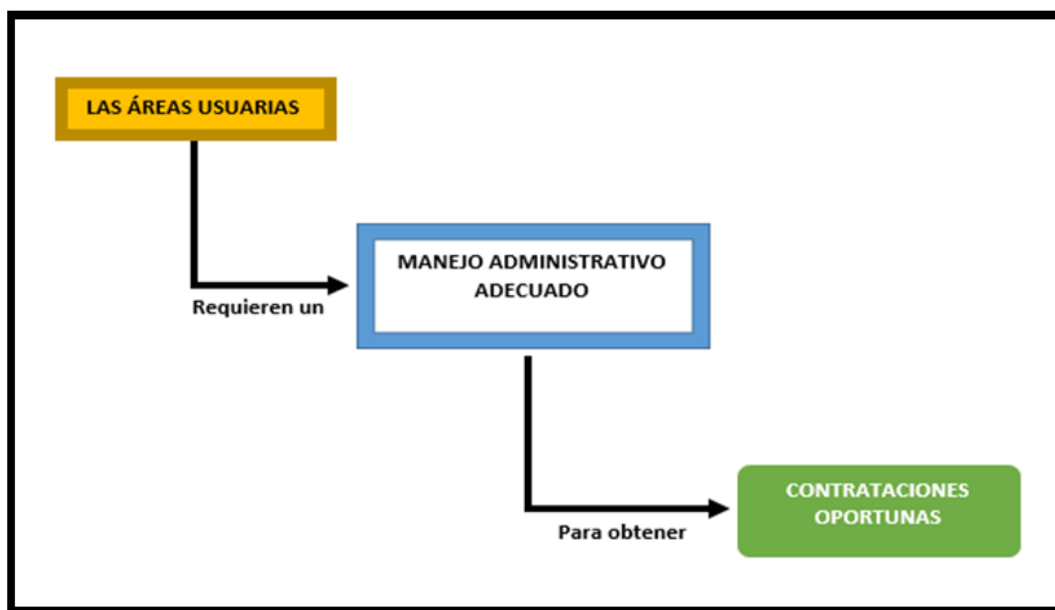 LAS ÁREAS USUARIAS
Requieren un
MANEJO ADMINISTRATIVO
ADECUADO
Para obtener
CONTRATACIONES
OPORTUNAS